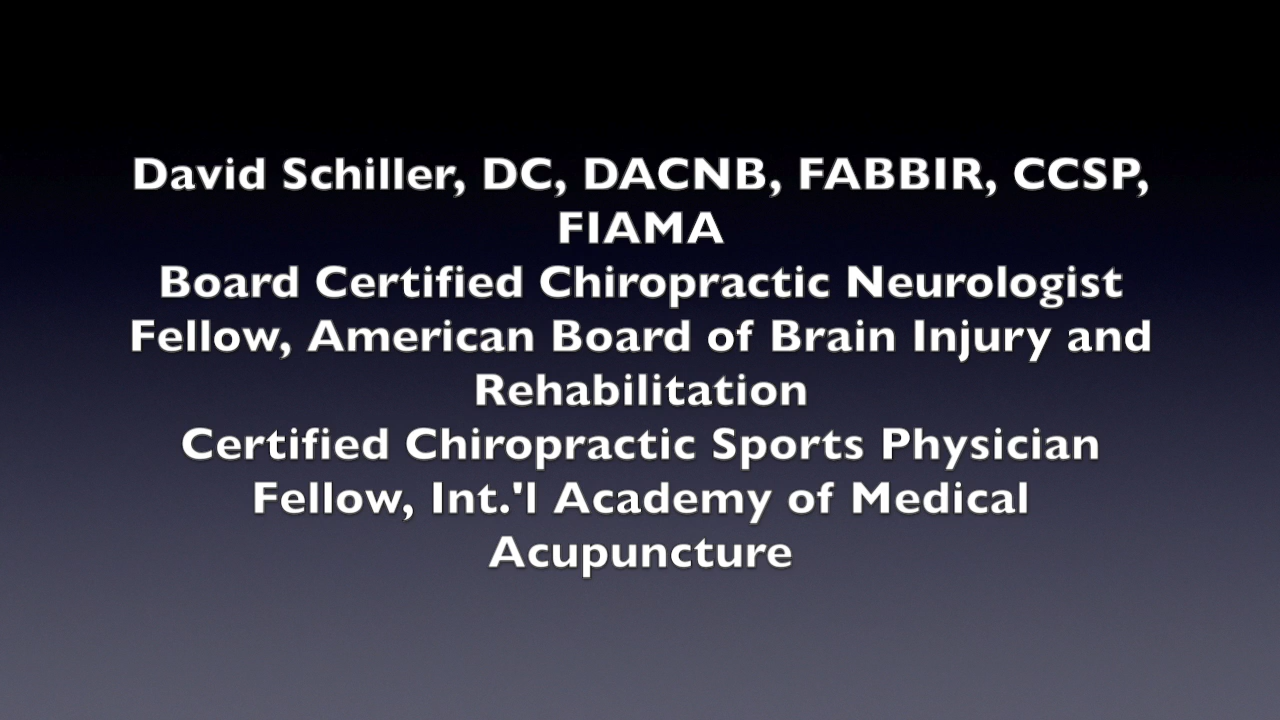 David Schiller, DC, DACNB, FABBIR, CCSP,
FIAMA
Board Certified Chiropractic Neurologist
Fellow, American Board of Brain Injury and
Rehabilitation
Certified Chiropractic Sports Physician
Fellow, Int.'l Academy of Medical
Acupuncture